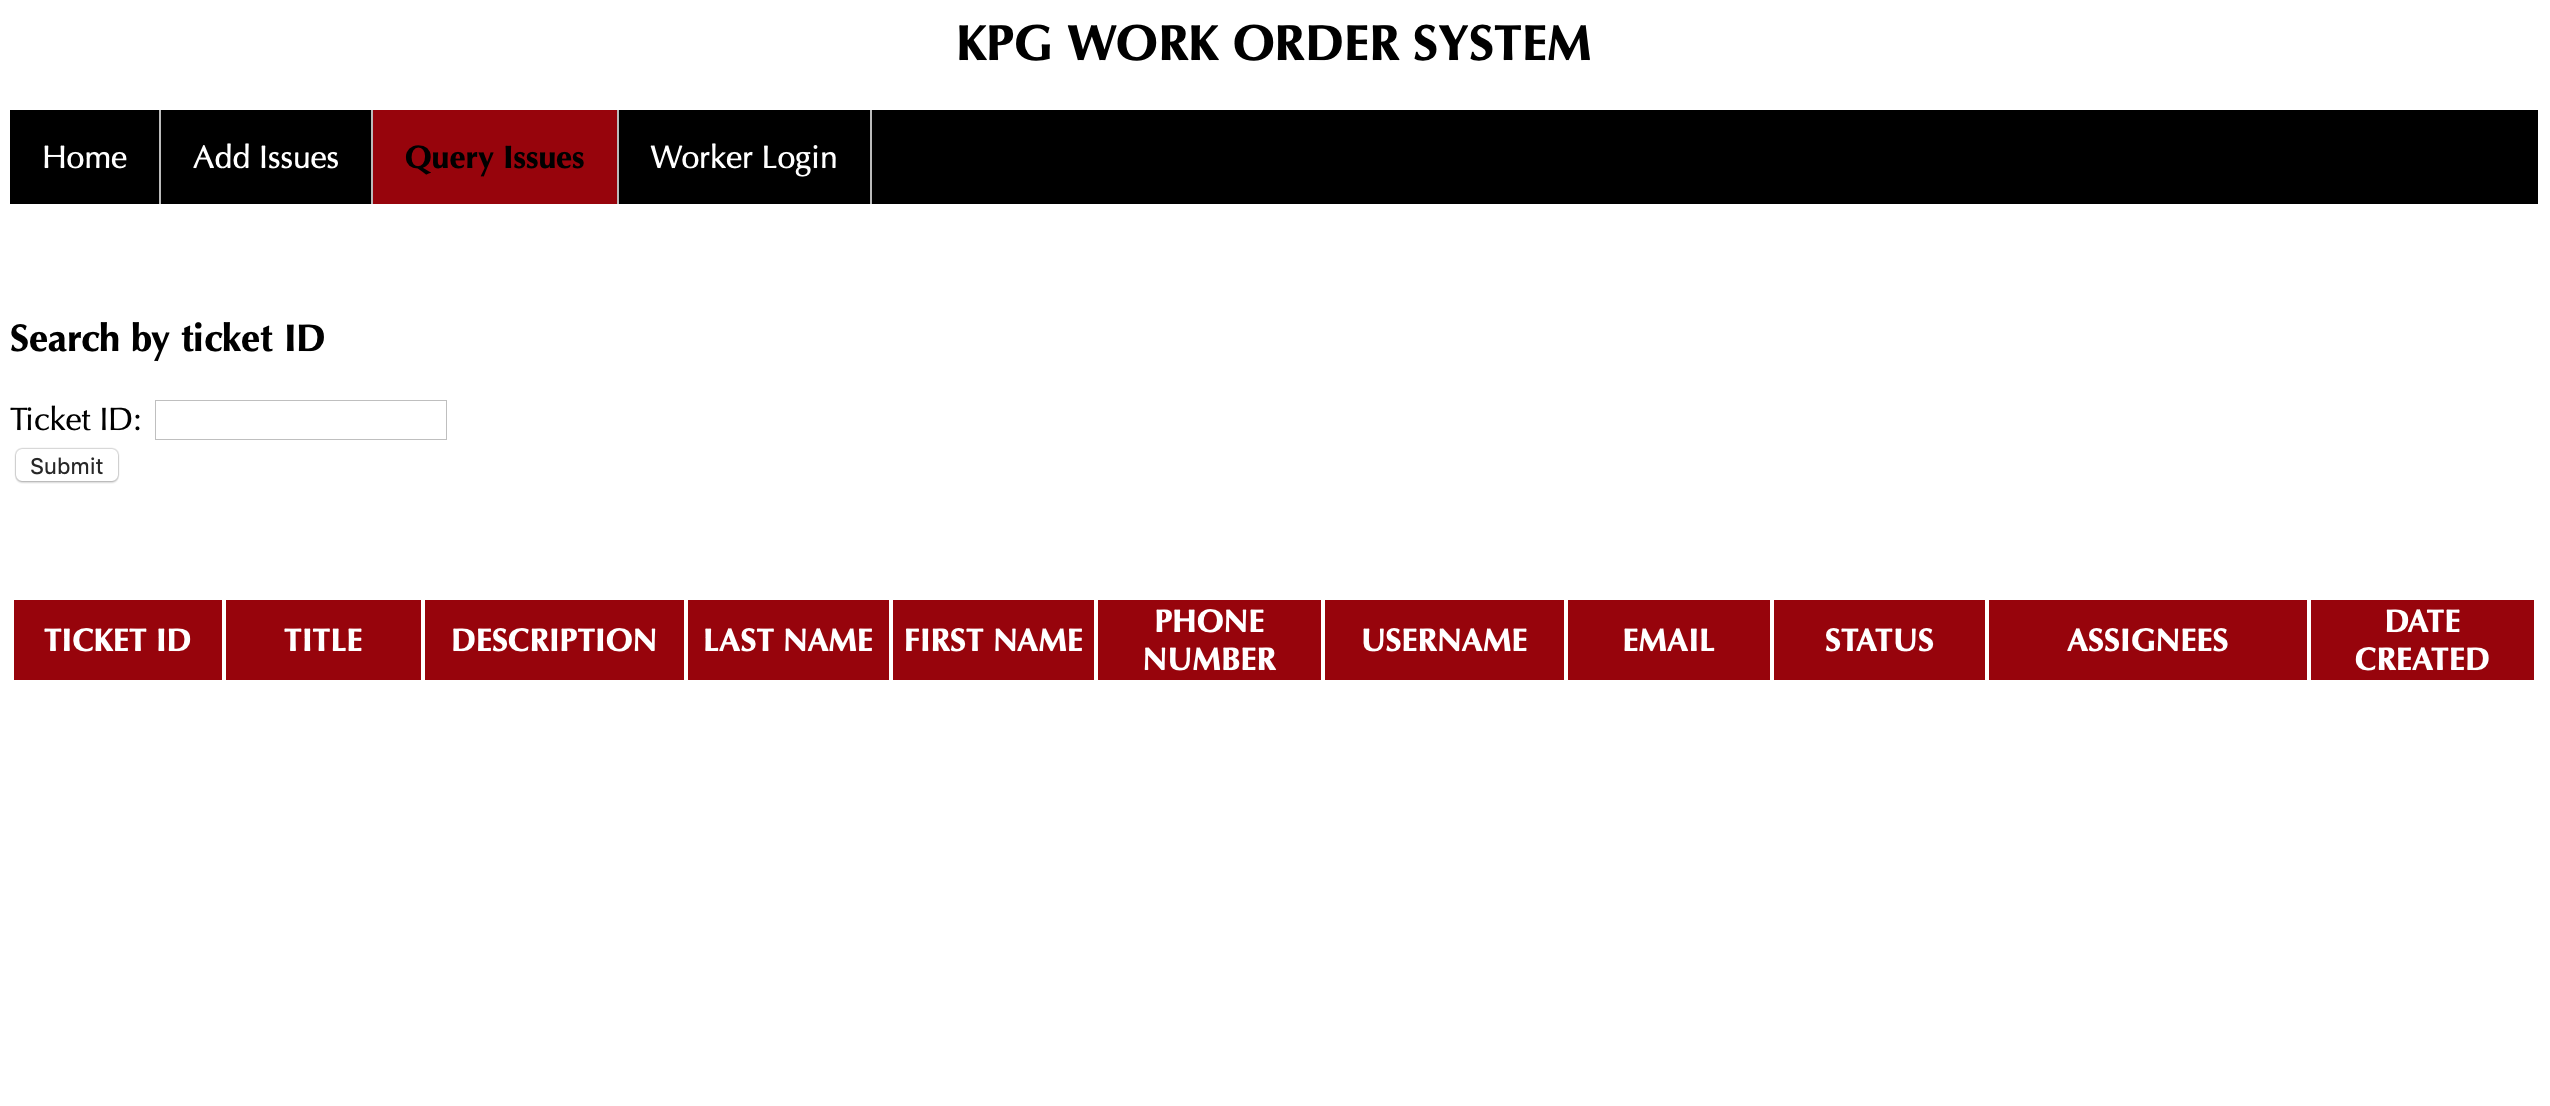 KPG WORK ORDER SYSTEM
Home Add Issues Query Issues Worker Login
Search by ticket ID
Ticket ID:
Submit
TICKET ID TITLE DESCRIPTION LAST NAME FIRST NAME PHONE NUMBER USERNAME EMAIL STATUS ASSIGNEES DATE CREATED